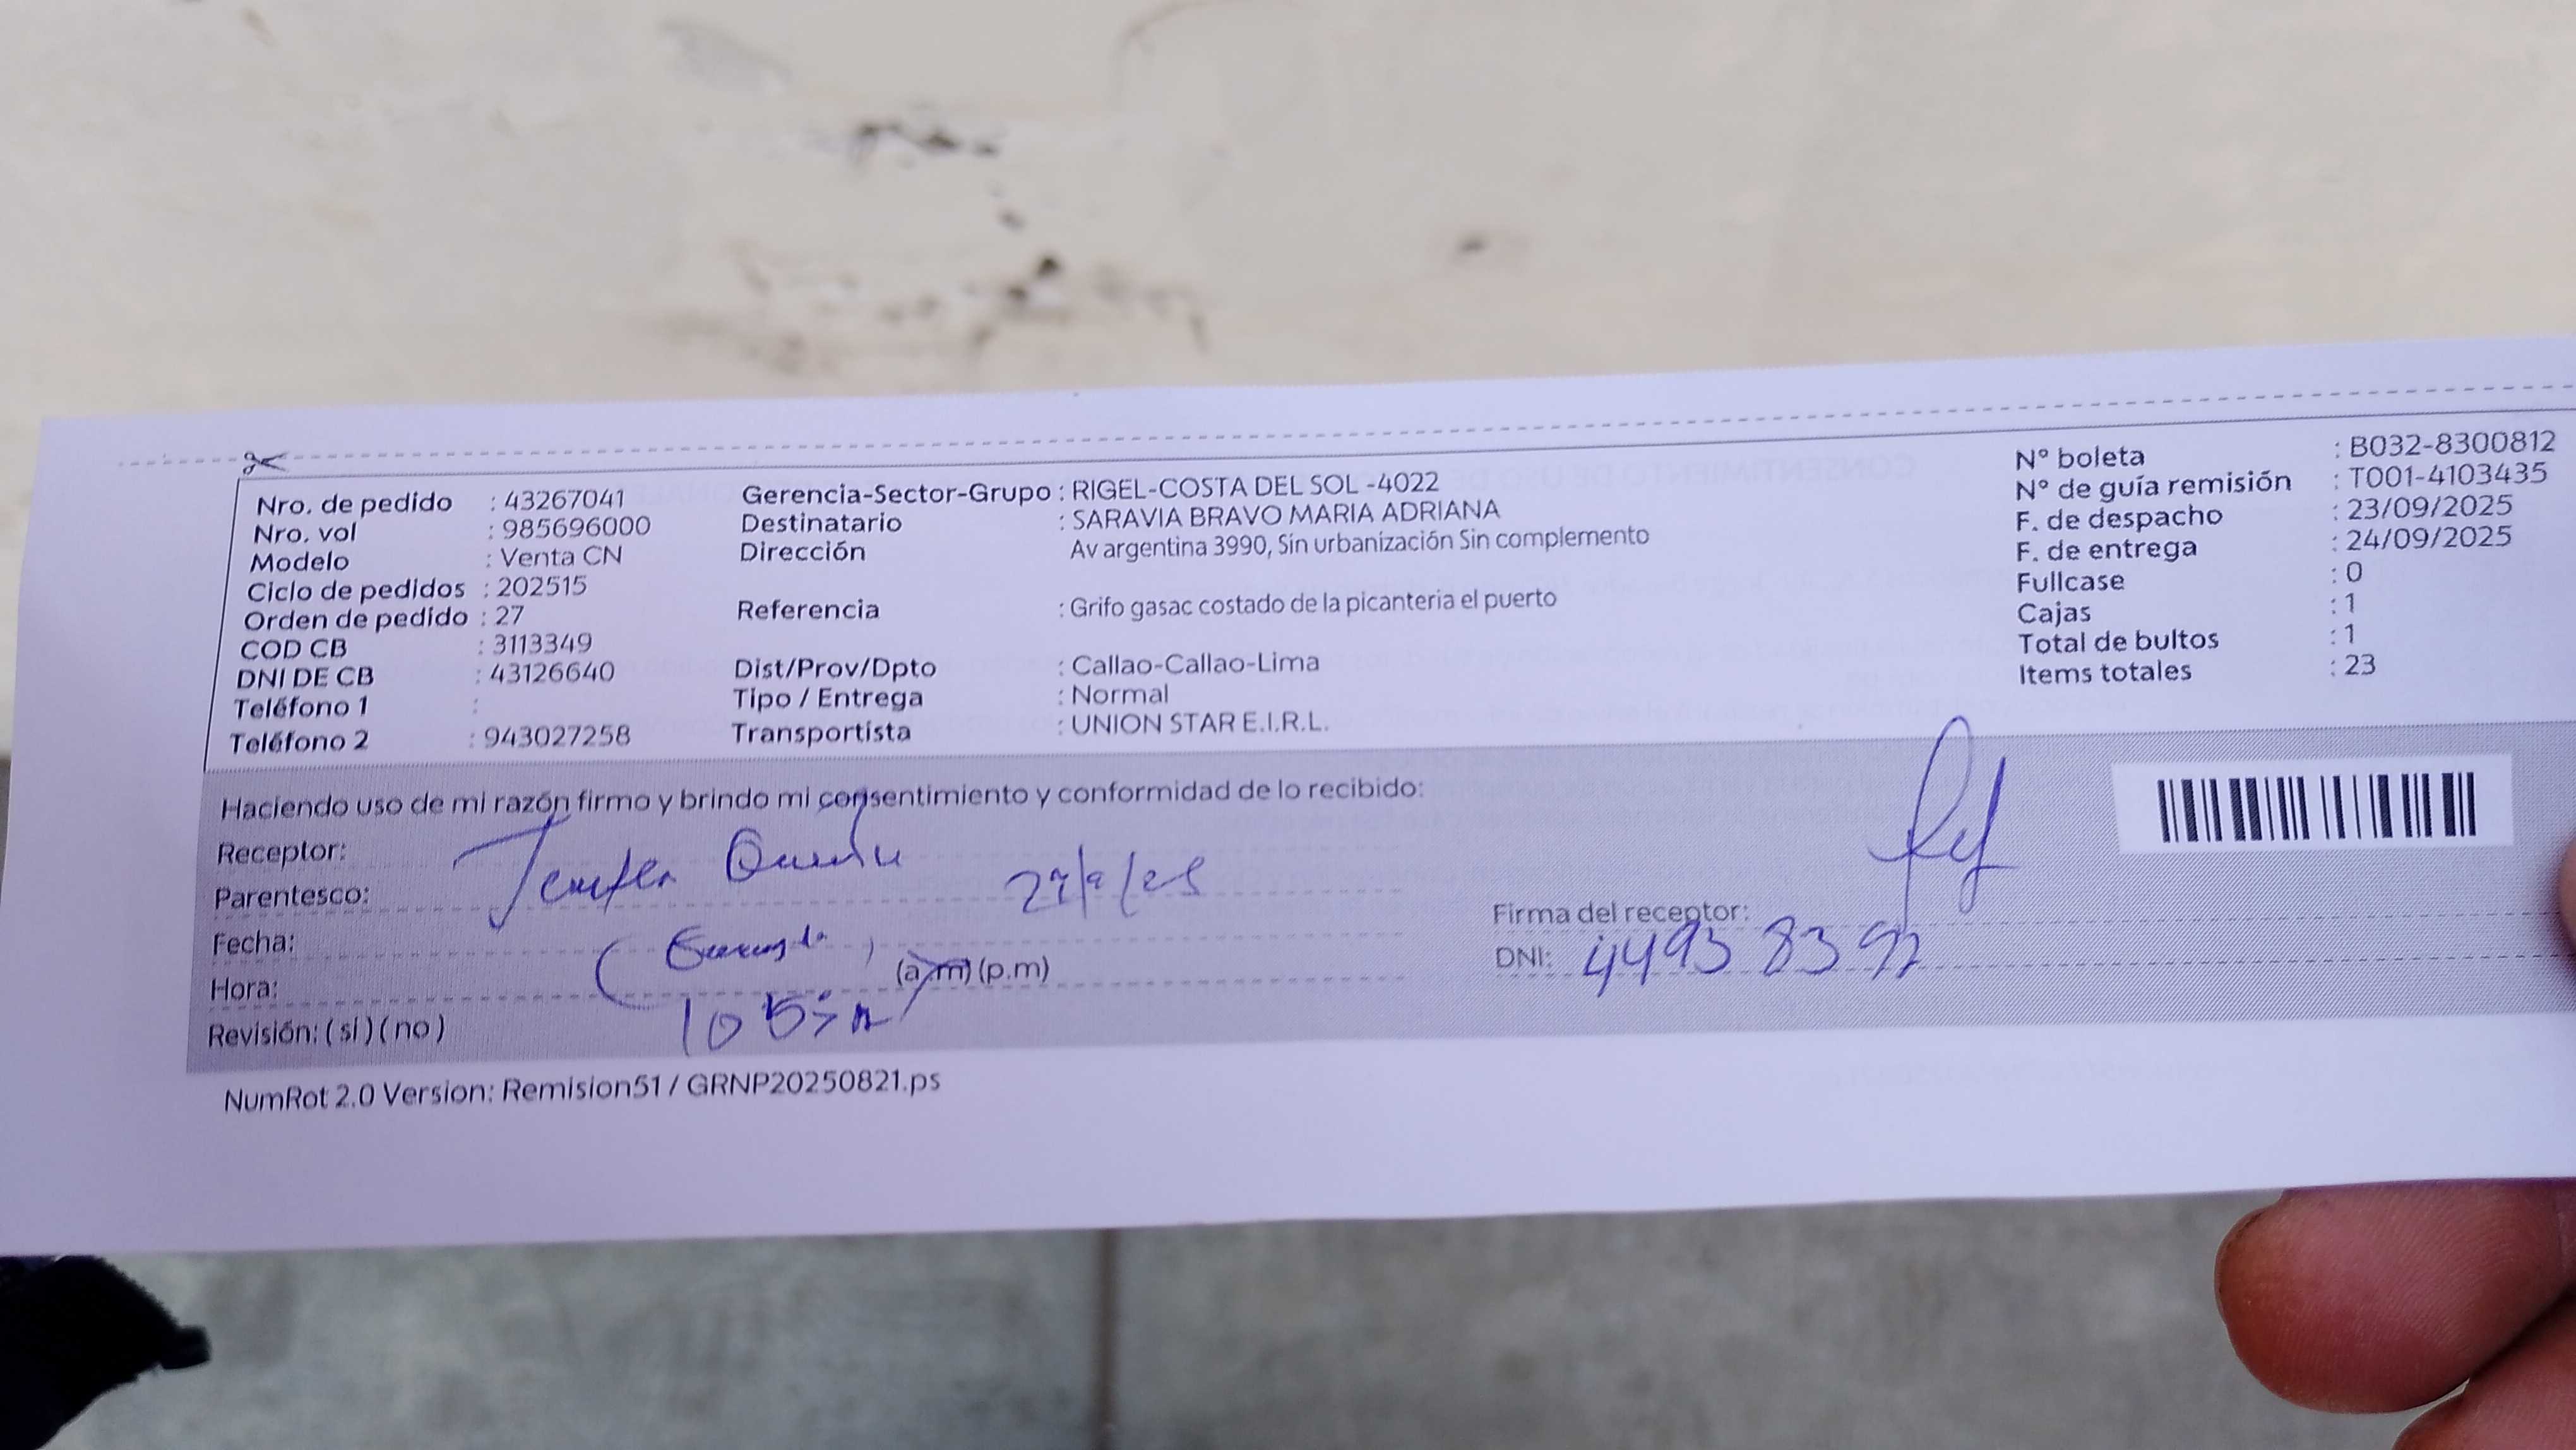 Nro. de pedido : 43267041
Nro. vol : 985696000
Modelo : Venta CN
Ciclo de pedidos : 202515
Orden de pedido : 27
COD CB : 3113349
DNI DE CB : 43126640
Teléfono 1 :
Teléfono 2 : 943027258
Gerencia-Sector-Grupo : RIGEL-COSTA DEL SOL -4022
Destinatario : SARAVIA BRAVO MARIA ADRIANA
Dirección Av argentina 3990, Sin urbanización Sin complemento
Referencia : Grifo gasac costado de la picanteria el puerto
Dist/Prov/Dpto : Callao-Callao-Lima
Tipo / Entrega : Normal
Transportista : UNION STAR E.I.R.L.
N° boleta : B032-8300812
N° de guía remisión : T001-4103435
F. de despacho : 23/09/2025
F. de entrega : 24/09/2025
Fullcase : 0
Cajas : 1
Total de bultos : 1
Items totales : 23
Haciendo uso de mi razón firmo y brindo mi consentimiento y conformidad de lo recibido:
Receptor:
Parentesco:
Fecha:
Hora: (a.m) (p.m)
Revisión: ( si ) ( no )
Firma del receptor:
DNI:
NumRot 2.0 Version: Remision51 / GRNP20250821.ps